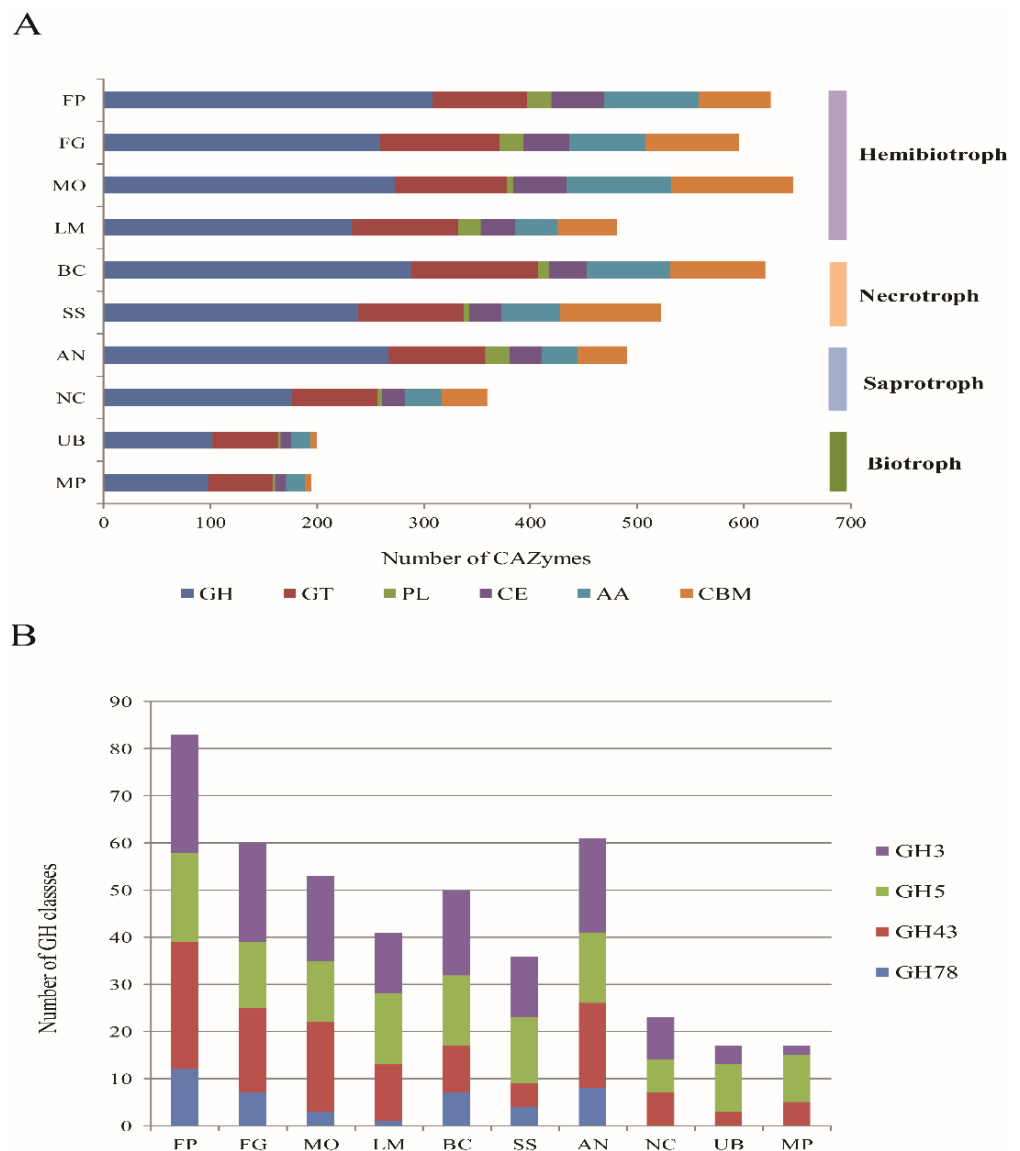 A
FP
FG
MO
LM
BC
SS
AN
NC
UB
MP
Hemibiotroph
Necrotroph
Saprotroph
Biotroph
0 100 200 300 400 500 600 700
Number of CAZymes
GH GT PL CE AA CBM
B
90
80
70
60
50
40
30
20
10
0
Number of GH classses
FP FG MO LM BC SS AN NC UB MP
GH3
GH5
GH43
GH78